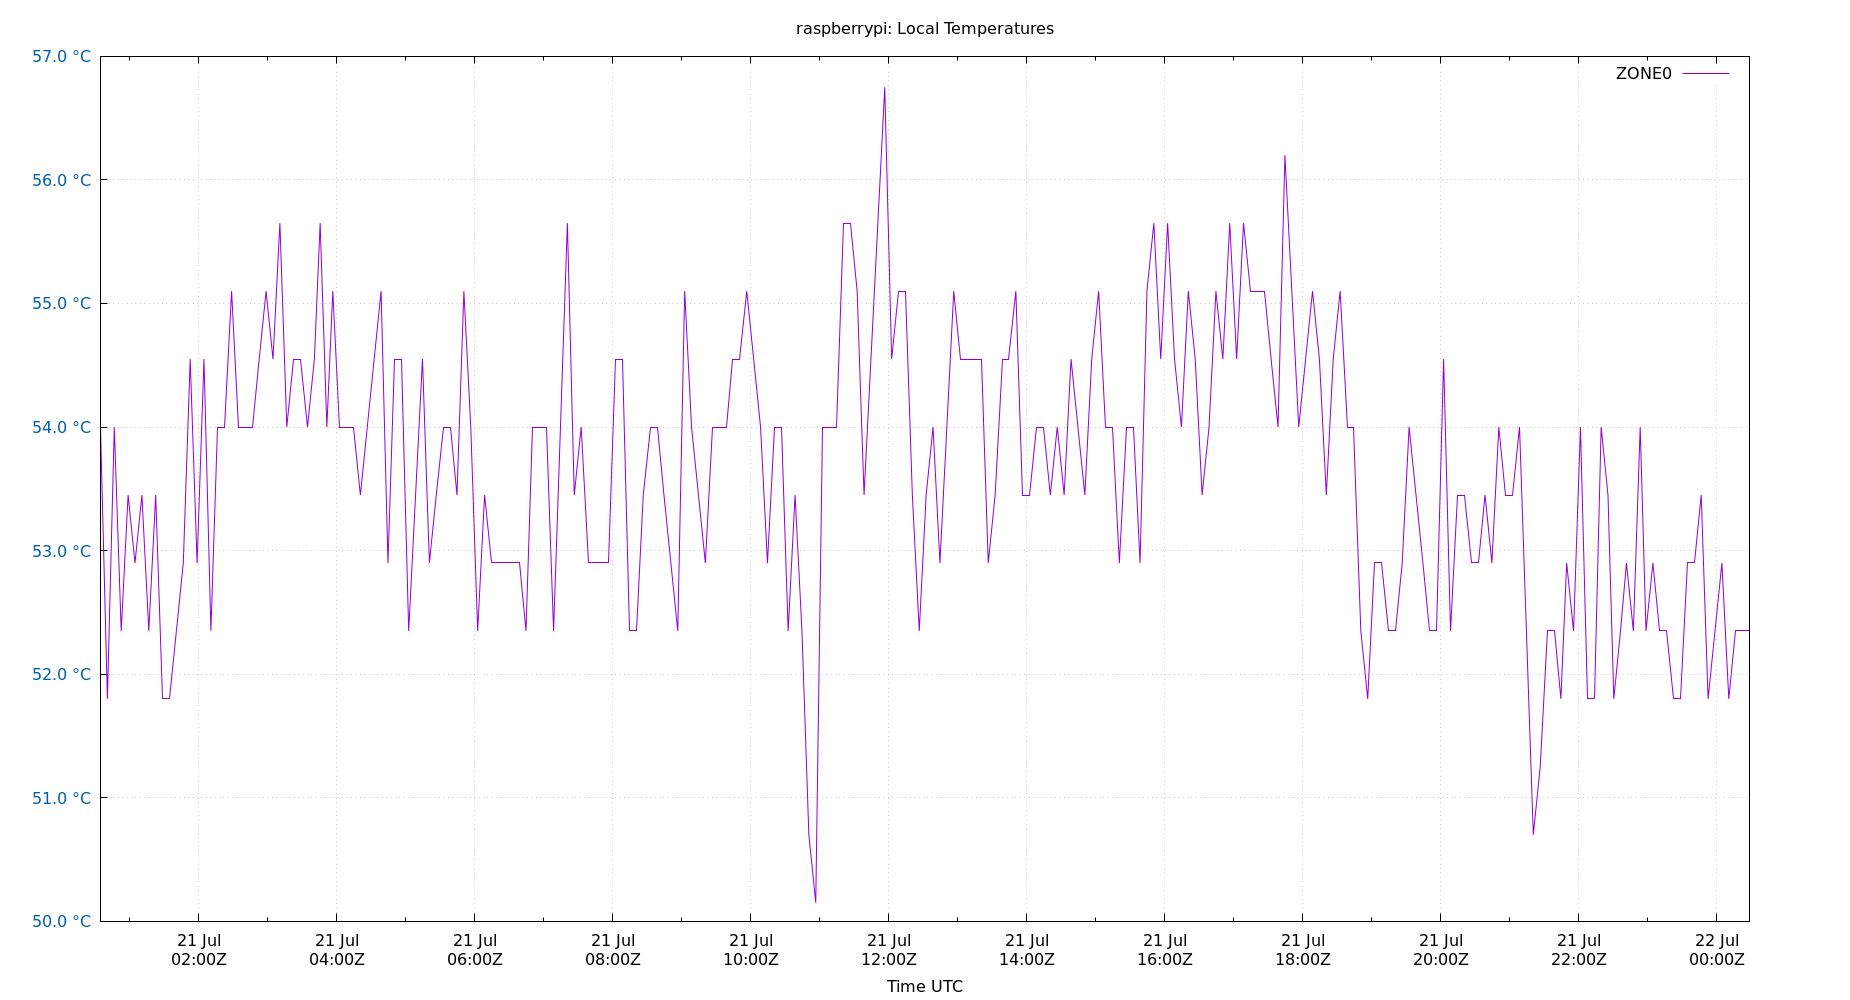 raspberrypi: Local Temperatures
57.0 °C
ZONE0
56.0 °C
55.0 °C
54.0 °C
53.0 °C
52.0 °C
51.0 °C
50.0 °C
21 Jul 21 Jul 21 Jul 21 Jul 21 Jul 21 Jul 21 Jul 21 Jul 21 Jul 21 Jul 21 Jul 22 Jul
02:00Z 04:00Z 06:00Z 08:00Z 10:00Z 12:00Z 14:00Z 16:00Z 18:00Z 20:00Z 22:00Z 00:00Z
Time UTC